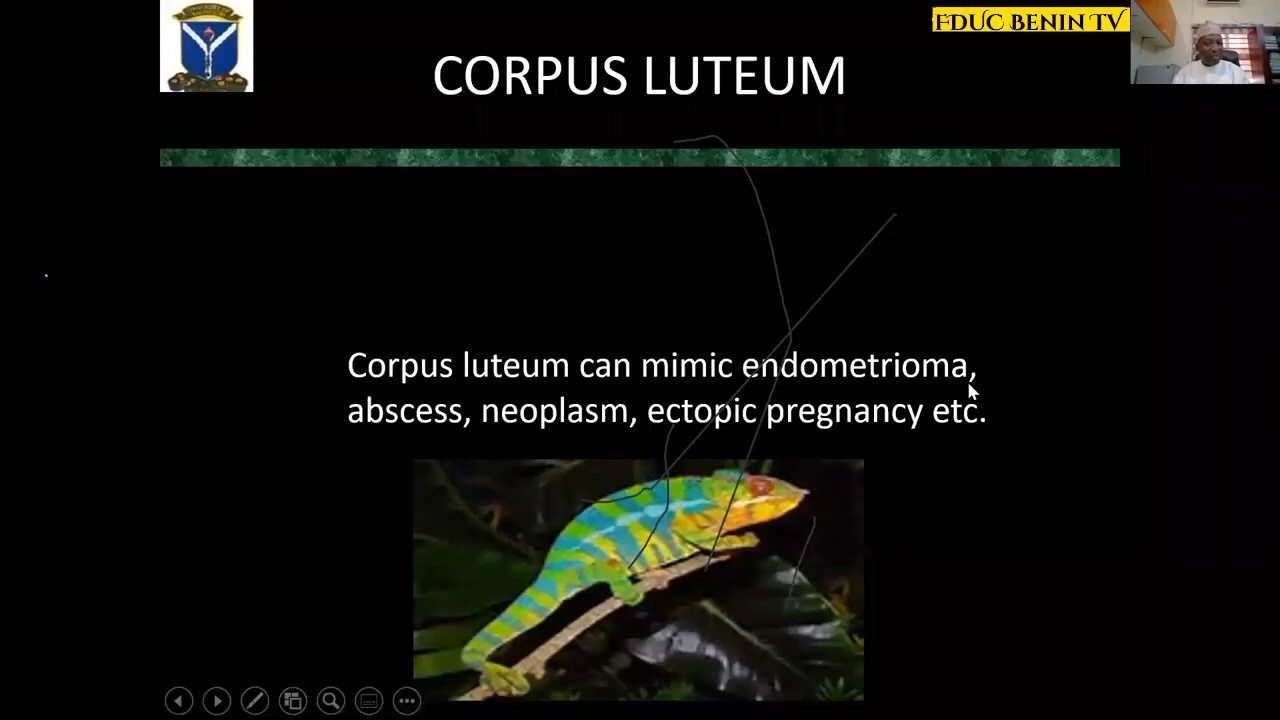 EDUC BENIN TV
CORPUS LUTEUM
Corpus luteum can mimic endometrioma,
abscess, neoplasm, ectopic pregnancy etc.